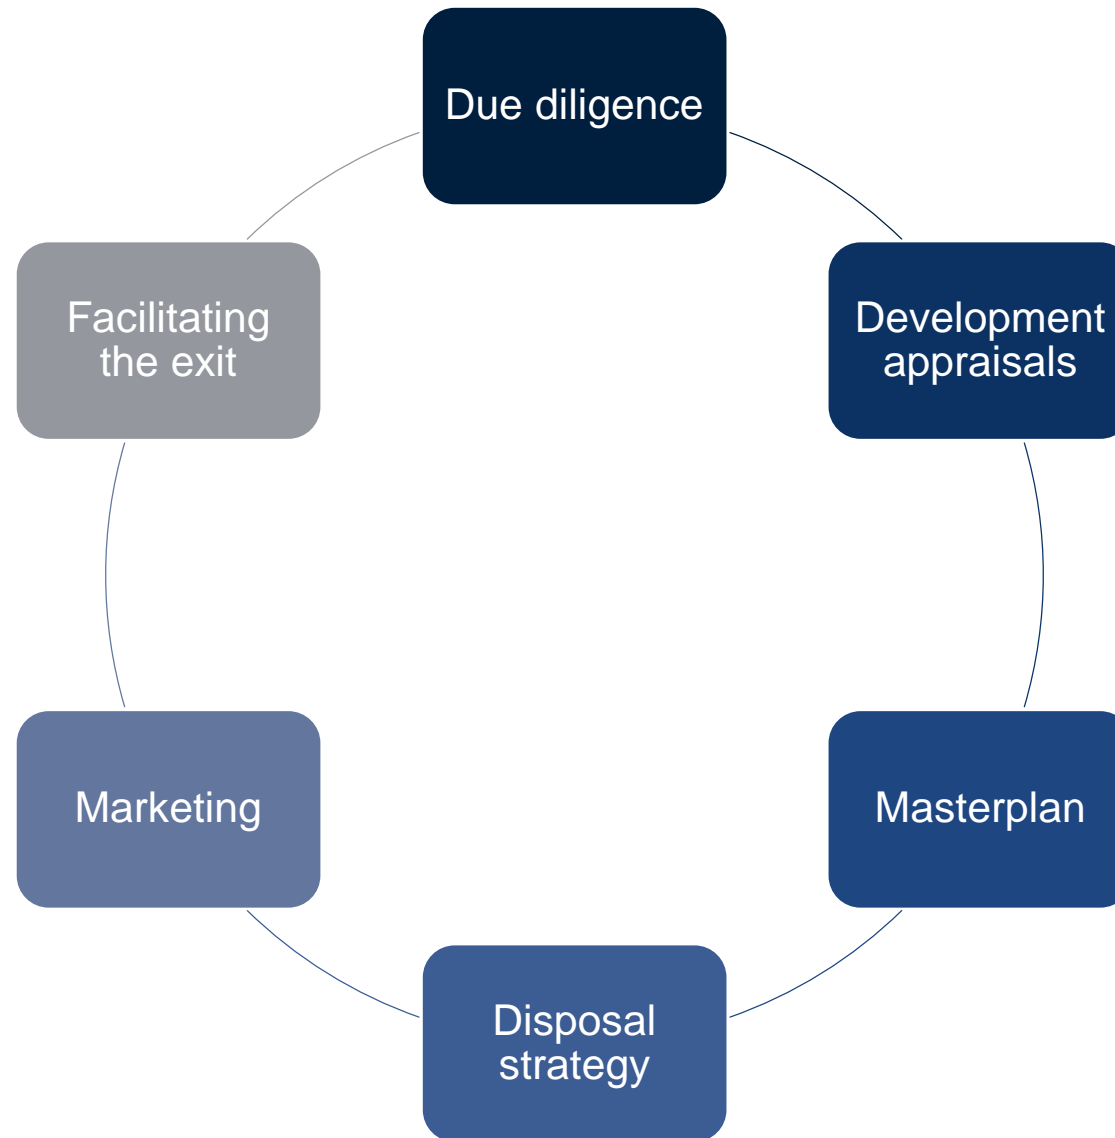 Due diligence
Development
appraisals
Masterplan
Disposal
strategy
Marketing
Facilitating
the exit